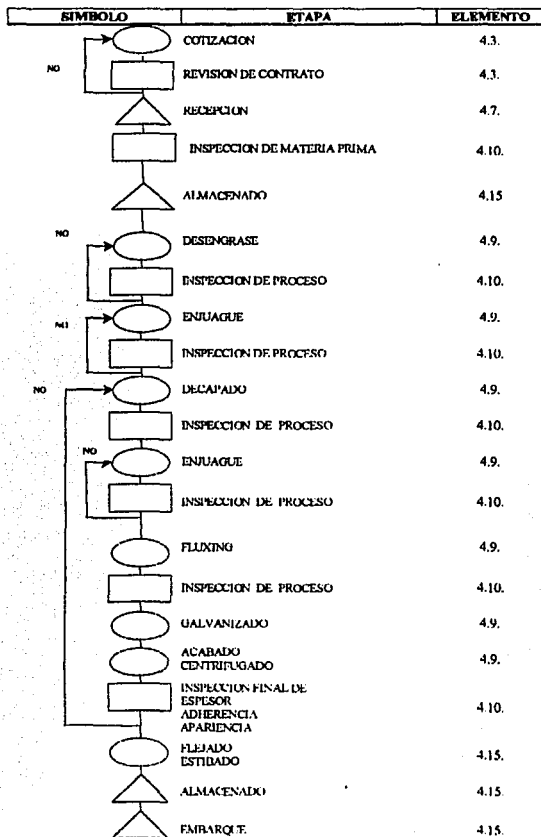 SIMBOLO ETAPA ELEMENTO
COTIZACION 4.3.
NO
REVISION DE CONTRATO 4.3.
RECEPCION 4.7.
INSPECCION DE MATERIA PRIMA 4.10.
ALMACENADO 4.15
NO
DESENGRASE 4.9.
INSPECCION DE PROCESO 4.10.
ENJUAGUE 4.9.
NO
INSPECCION DE PROCESO 4.10.
NO
DECAPADO 4.9.
INSPECCION DE PROCESO 4.10.
NO
ENJUAGUE 4.9.
INSPECCION DE PROCESO 4.10.
FLUXING 4.9.
INSPECCION DE PROCESO 4.10.
GALVANIZADO 4.9.
ACABADO
CENTRIFUGADO 4.9.
INSPECCION FINAL DE
ESPESOR
ADHERENCIA 4.10.
APARIENCIA
FLEJADO
ESTIBADO 4.15.
ALMACENADO 4.15.
EMBARQUE 4.15.